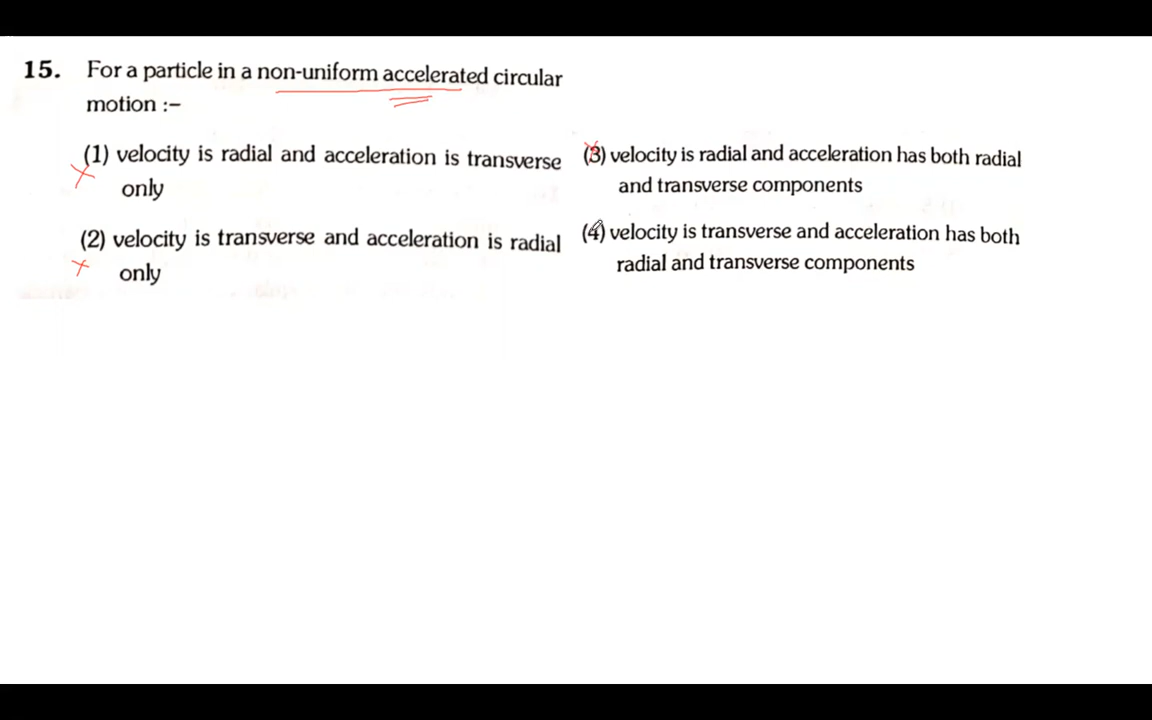 15. For a particle in a non-uniform accelerated circular
motion :–
(1) velocity is radial and acceleration is transverse
only
(2) velocity is transverse and acceleration is radial
only
(3) velocity is radial and acceleration has both radial
and transverse components
(4) velocity is transverse and acceleration has both
radial and transverse components